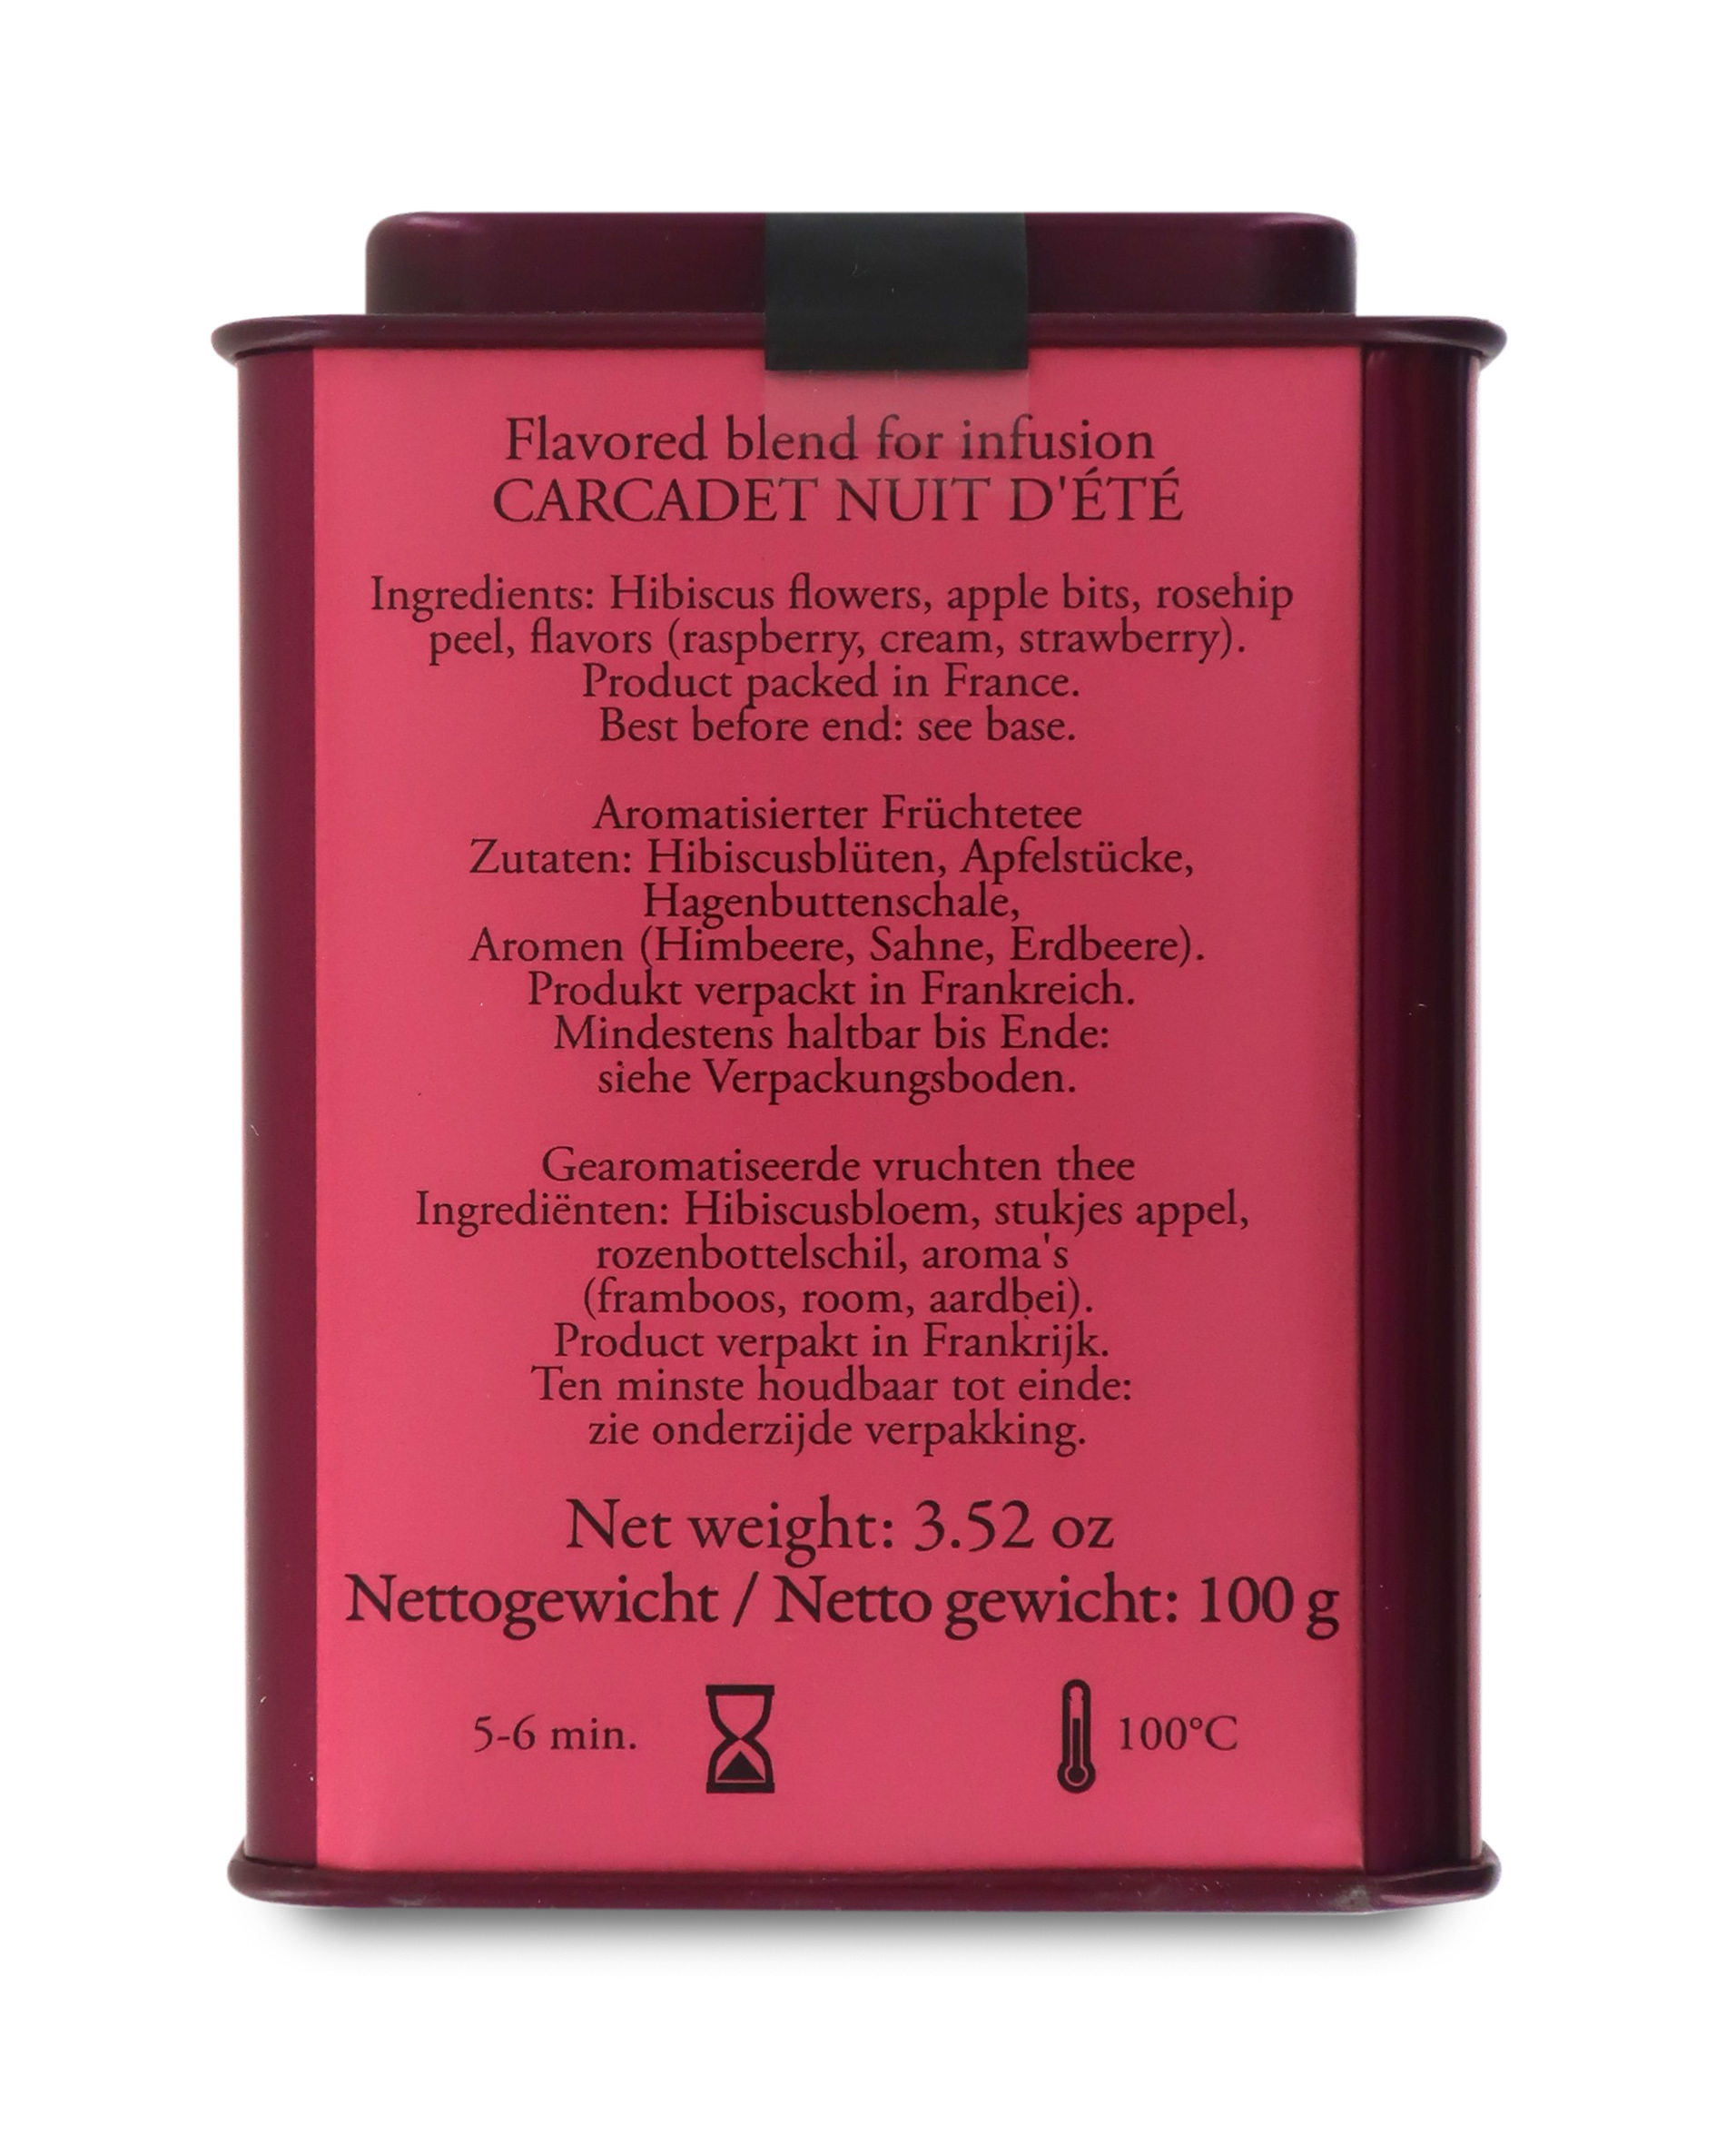 Flavored blend for infusion
CARCADET NUIT D'ÉTÉ
Ingredients: Hibiscus flowers, apple bits, rosehip
peel, flavors (raspberry, cream, strawberry).
Product packed in France.
Best before end: see base.
Aromatisierter Früchtetee
Zutaten: Hibiscusblüten, Apfelstücke,
Hagenbuttenschale,
Aromen (Himbeere, Sahne, Erdbeere).
Produkt verpackt in Frankreich.
Mindestens haltbar bis Ende:
siehe Verpackungsboden.
Gearomatiseerde vruchten thee
Ingrediënten: Hibiscusbloem, stukjes appel,
rozenbottelschil, aroma's
(framboos, room, aardbei).
Product verpakt in Frankrijk.
Ten minste houdbaar tot einde:
zie onderzijde verpakking.
Net weight: 3.52 oz
Nettogewicht / Netto gewicht: 100 g
5-6 min. 100°C